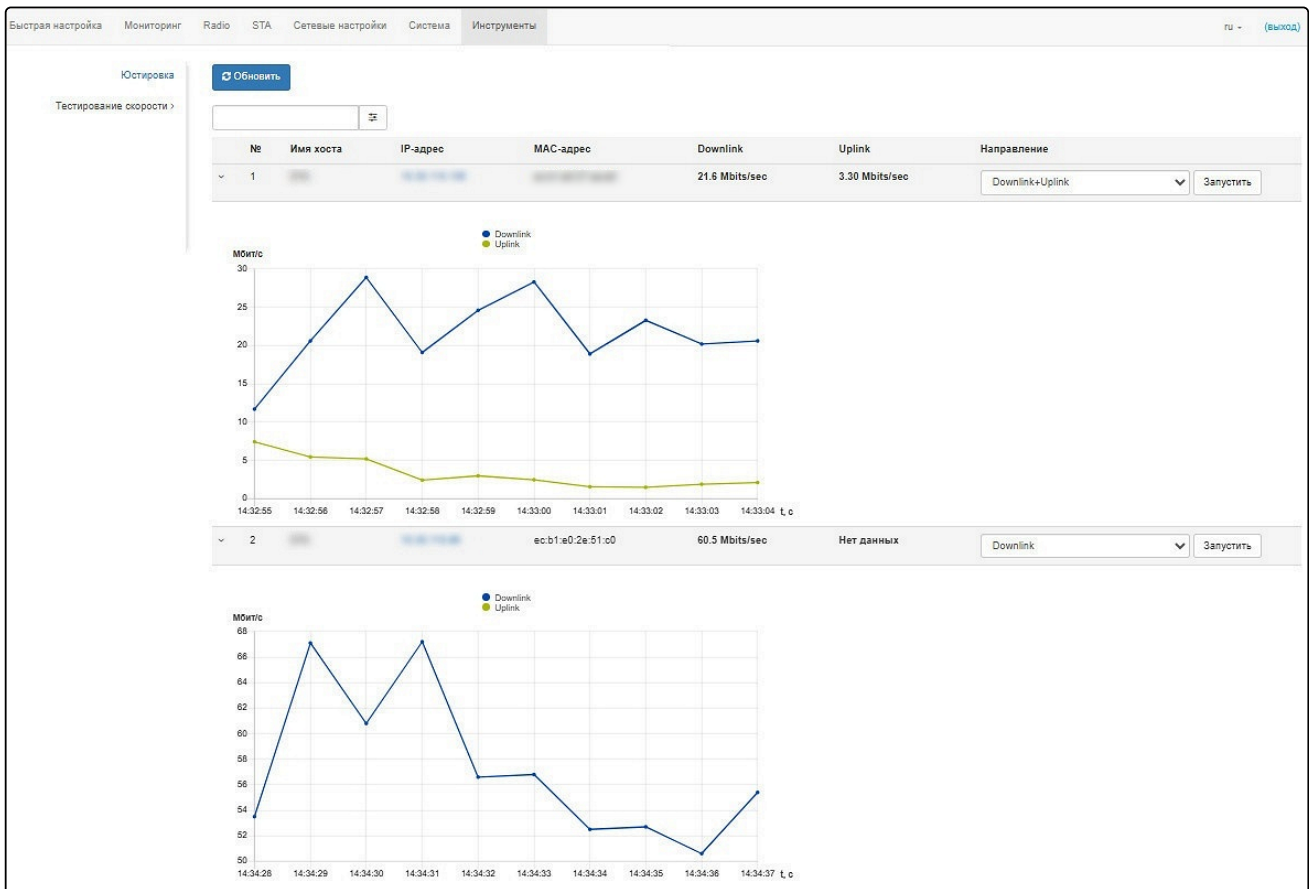 Быстрая настройка Мониторинг Radio STA Сетевые настройки Система Инструменты ru (выход)
Юстировка
Тестирование скорости >
Обновить
№ Имя хоста IP-адрес MAC-адрес Downlink Uplink Направление
1 21.6 Mbits/sec 3.30 Mbits/sec Downlink+Uplink Запустить
Downlink
Uplink
Мбит/с
30
25
20
15
10
5
0
14:32:55 14:32:56 14:32:57 14:32:58 14:32:59 14:33:00 14:33:01 14:33:02 14:33:03 14:33:04 t, c
2 ec:b1:e0:2e:51:c0 60.5 Mbits/sec Нет данных Downlink Запустить
Downlink
Uplink
Мбит/с
68
66
64
62
60
58
56
54
52
50
14:34:28 14:34:29 14:34:30 14:34:31 14:34:32 14:34:33 14:34:34 14:34:35 14:34:36 14:34:37 t, c